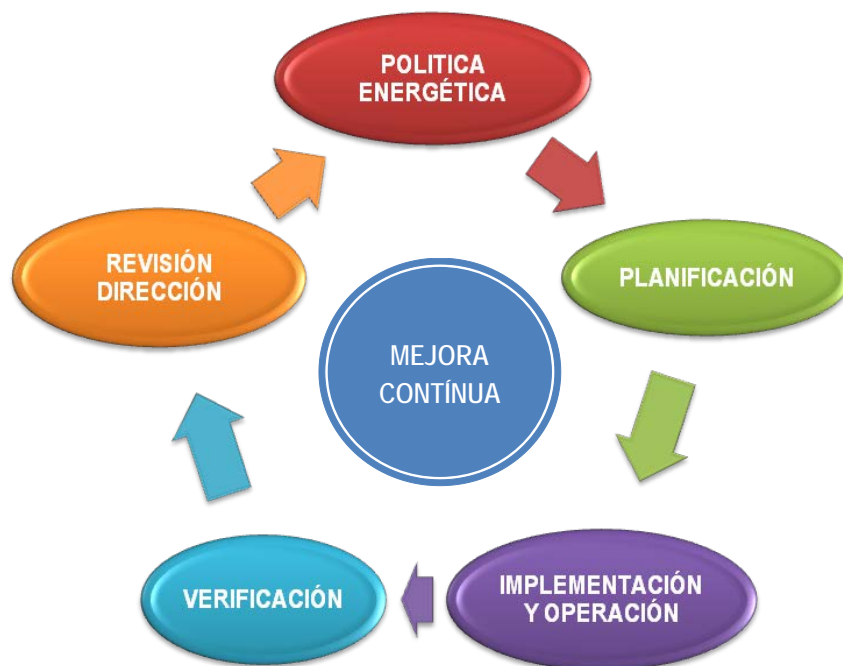 POLITICA
ENERGÉTICA
PLANIFICACIÓN
IMPLEMENTACIÓN
Y OPERACIÓN
VERIFICACIÓN
REVISIÓN
DIRECCIÓN
MEJORA
CONTÍNUA